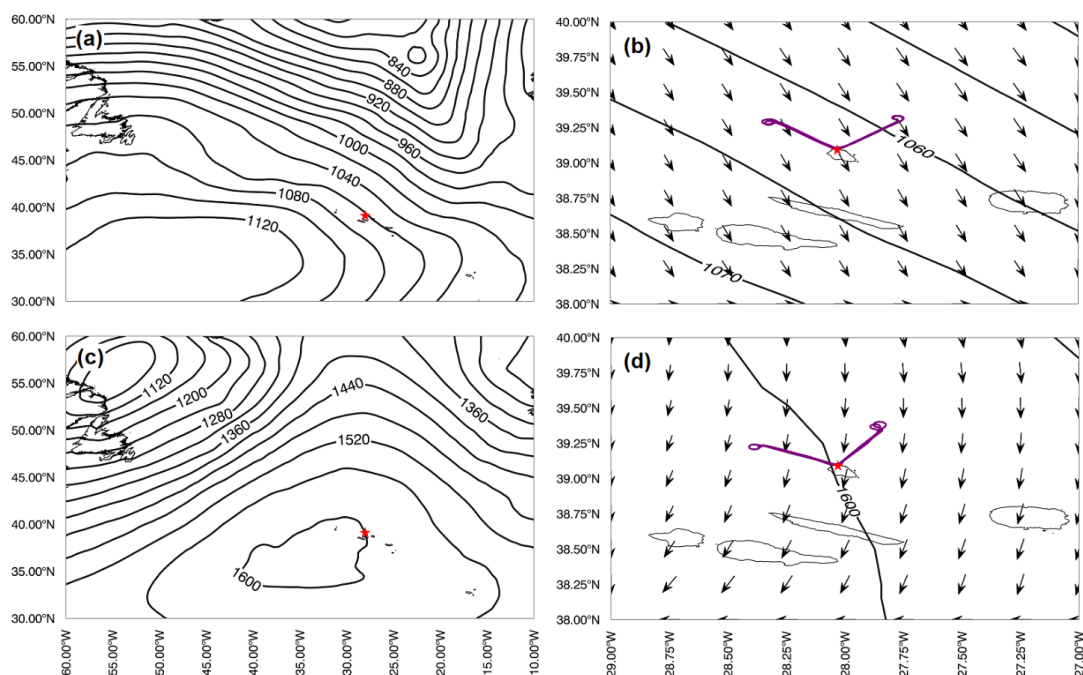 (a)
60.00°N
55.00°N
50.00°N
45.00°N
40.00°N
35.00°N
30.00°N
840
880
920
960
1000
1040
1080
1120
(b)
40.00°N
39.75°N
39.50°N
39.25°N
39.00°N
38.75°N
38.50°N
38.25°N
38.00°N
1060
1070
(c)
60.00°N
55.00°N
50.00°N
45.00°N
40.00°N
35.00°N
30.00°N
1120
1200
1280
1360
1440
1360
1520
1600
60.00°W
55.00°W
50.00°W
45.00°W
40.00°W
35.00°W
30.00°W
25.00°W
20.00°W
15.00°W
10.00°W
(d)
40.00°N
39.75°N
39.50°N
39.25°N
39.00°N
38.75°N
38.50°N
38.25°N
38.00°N
1600
29.00°W
28.75°W
28.50°W
28.25°W
28.00°W
27.75°W
27.50°W
27.25°W
27.00°W